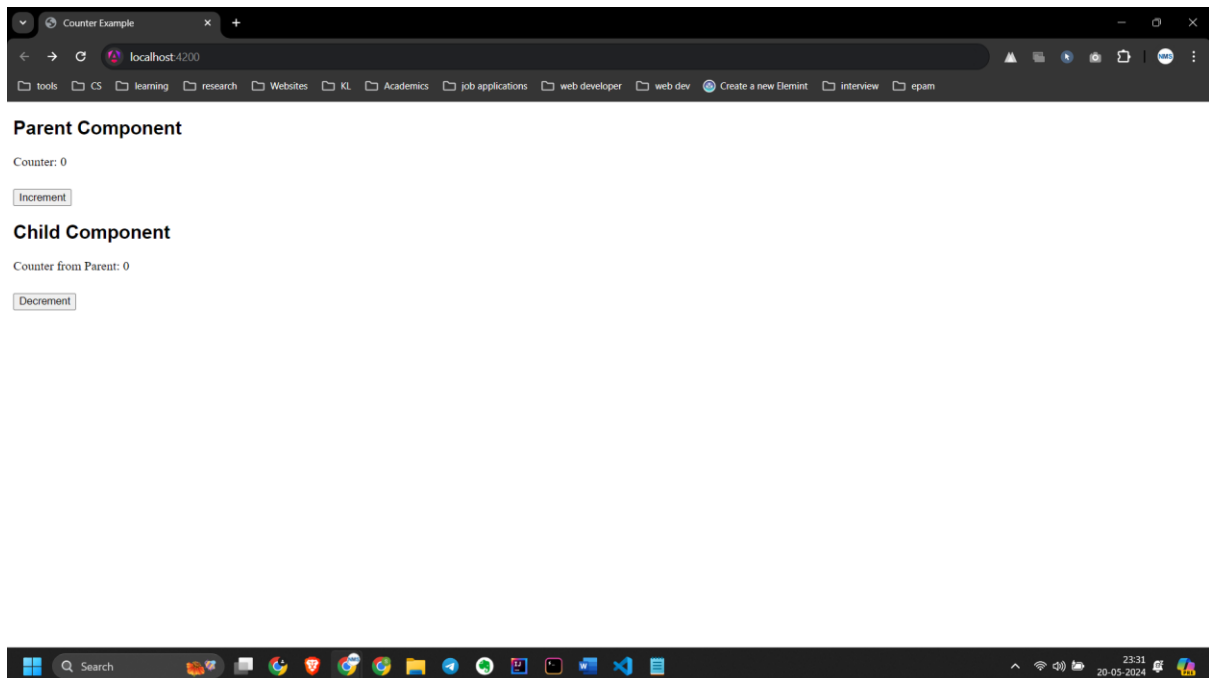 Counter Example
localhost:4200
NMS
tools CS learning research Websites KL Academics job applications web developer web dev Create a new Elemint interview epam
Parent Component
Counter: 0
Increment
Child Component
Counter from Parent: 0
Decrement
Search
23:31
20-05-2024